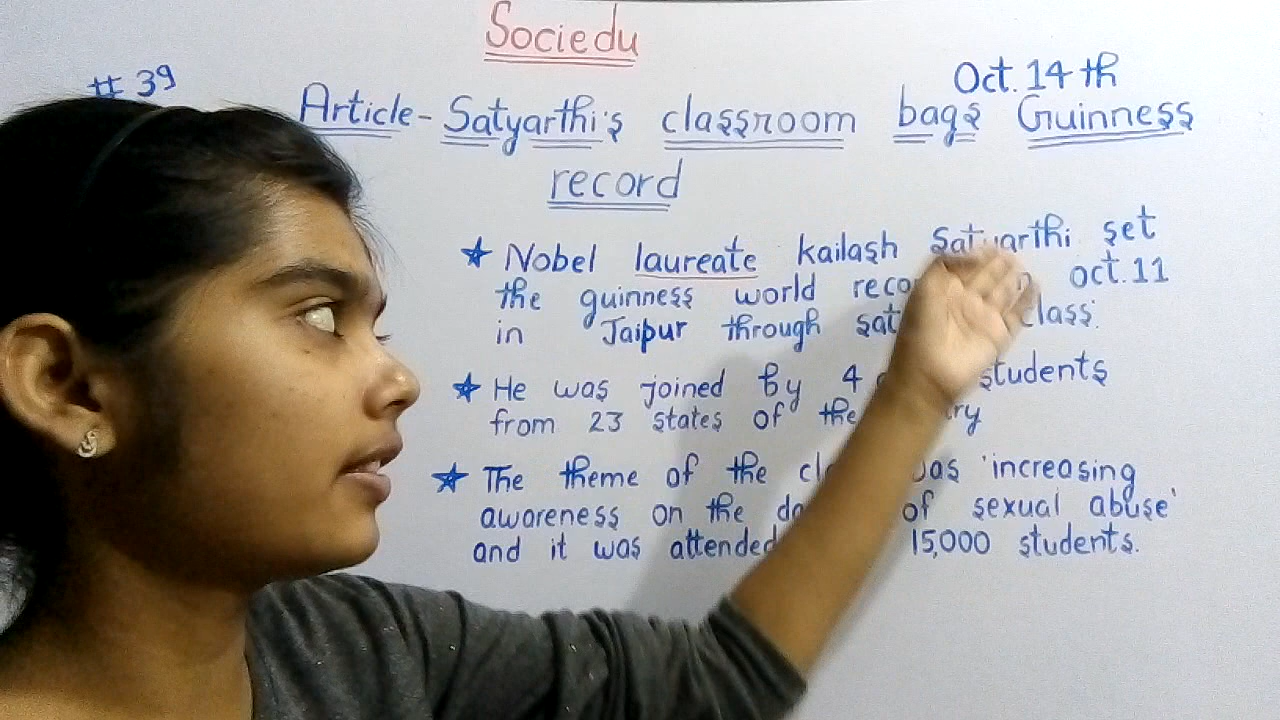 Sociedu
# 39
Oct. 14 th
Article - Satyarthi's classroom bags Guinness
record
★ Nobel laureate kailash Satyarthi set
the guinness world oct. 11
in Jaipur through class'.
★ He was joined by 4 students
from 23 states of the
★ The theme of the was 'increasing
awareness on the of sexual abuse'
and it was attended 15,000 students.